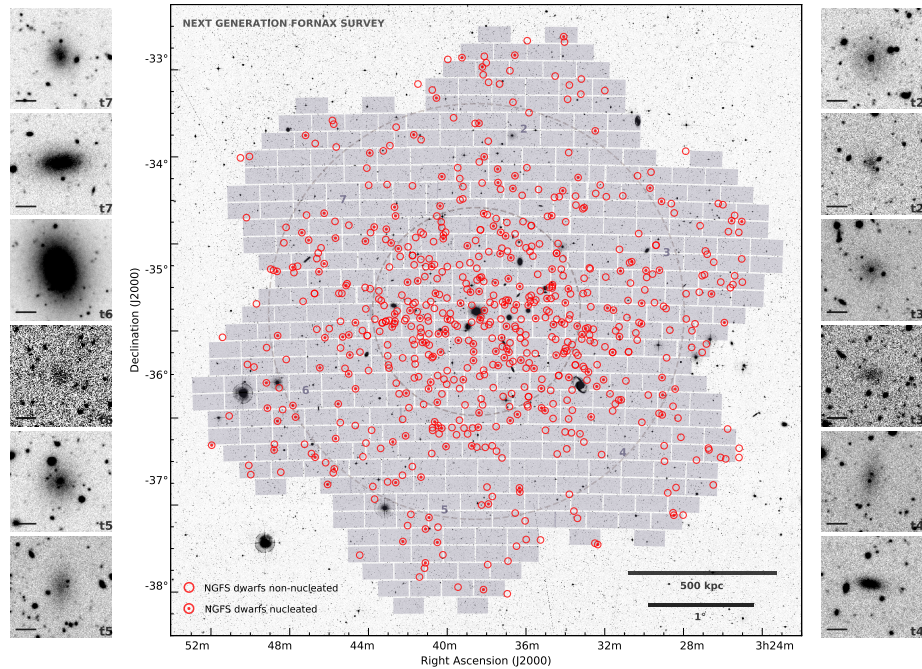 NEXT GENERATION FORNAX SURVEY
t7
t7
t6
t6
t5
t5
-33°
-34°
-35°
-36°
-37°
-38°
Declination (J2000)
2
7
3
6
4
5
NGFS dwarfs non-nucleated
NGFS dwarfs nucleated
500 kpc
1°
52m
48m
44m
40m
36m
32m
28m
3h24m
Right Ascension (J2000)
t2
t2
t3
t3
t4
t4